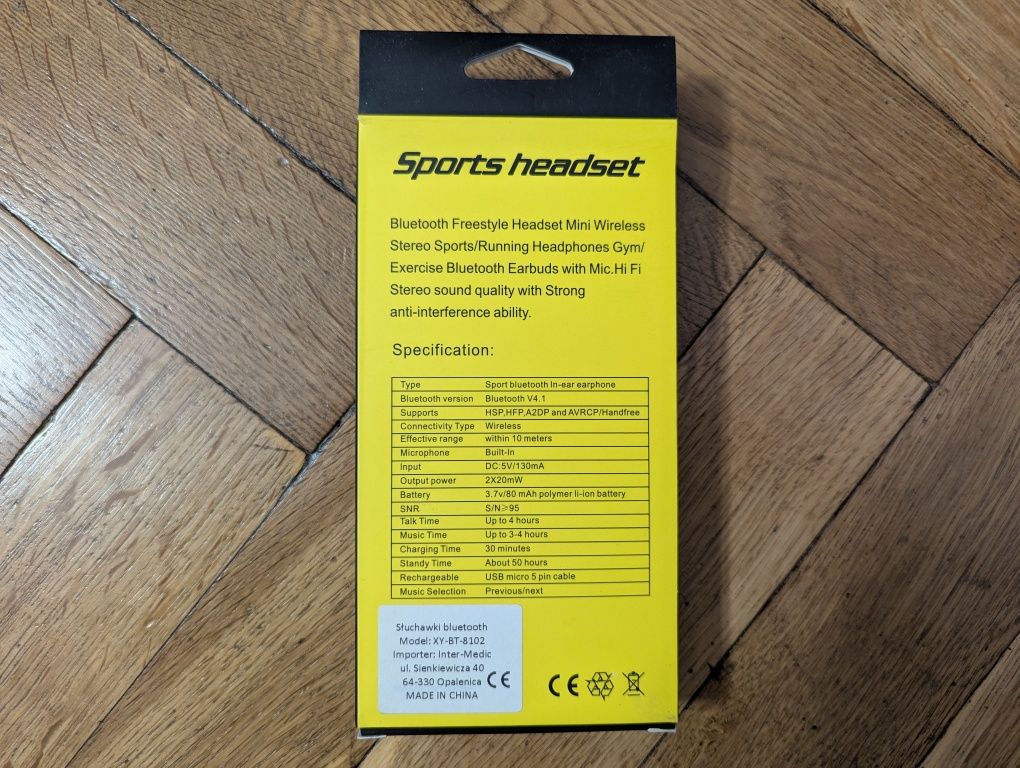 Sports headset
Bluetooth Freestyle Headset Mini Wireless
Stereo Sports/Running Headphones Gym/
Exercise Bluetooth Earbuds with Mic.Hi Fi
Stereo sound quality with Strong
anti-interference ability.
Specification:
Type Sport bluetooth In-ear earphone
Bluetooth version Bluetooth V4.1
Supports HSP,HFP,A2DP and AVRCP/Handfree
Connectivity Type Wireless
Effective range within 10 meters
Microphone Built-In
Input DC:5V/130mA
Output power 2X20mW
Battery 3.7v/80 mAh polymer li-ion battery
SNR S/N≥95
Talk Time Up to 4 hours
Music Time Up to 3-4 hours
Charging Time 30 minutes
Standy Time About 50 hours
Rechargeable USB micro 5 pin cable
Music Selection Previous/next
Słuchawki bluetooth
Model: XY-BT-8102
Importer: Inter-Medic
ul. Sienkiewicza 40
64-330 Opalenica CE
MADE IN CHINA
CE